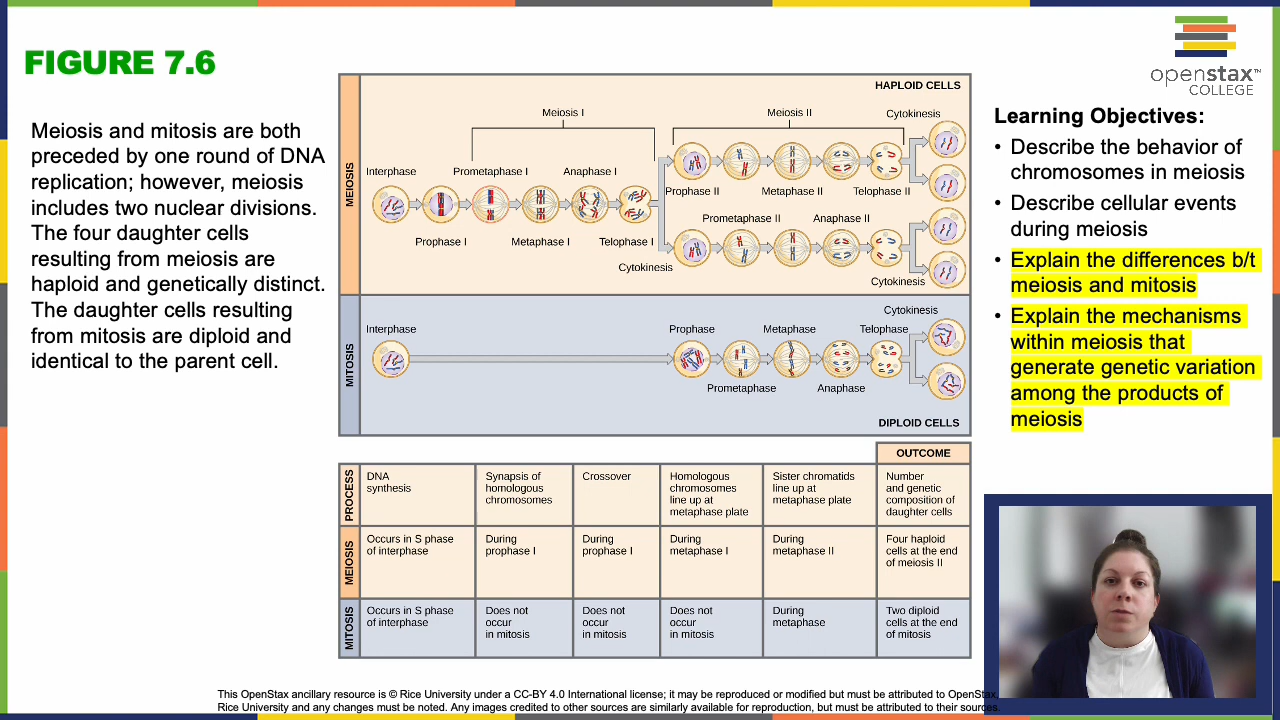 FIGURE 7.6
openstax™
COLLEGE
Meiosis and mitosis are both
preceded by one round of DNA
replication; however, meiosis
includes two nuclear divisions.
The four daughter cells
resulting from meiosis are
haploid and genetically distinct.
The daughter cells resulting
from mitosis are diploid and
identical to the parent cell.
MEIOSIS
HAPLOID CELLS
Meiosis I
Meiosis II
Cytokinesis
Interphase
Prometaphase I
Anaphase I
Prophase II
Metaphase II
Telophase II
Prophase I
Metaphase I
Telophase I
Prometaphase II
Anaphase II
Cytokinesis
Cytokinesis
MITOSIS
Cytokinesis
Interphase
Prophase
Metaphase
Telophase
Prometaphase
Anaphase
DIPLOID CELLS
OUTCOME
PROCESS
DNA
synthesis
Synapsis of
homologous
chromosomes
Crossover
Homologous
chromosomes
line up at
metaphase plate
Sister chromatids
line up at
metaphase plate
Number
and genetic
composition of
daughter cells
MEIOSIS
Occurs in S phase
of interphase
During
prophase I
During
prophase I
During
metaphase I
During
metaphase II
Four haploid
cells at the end
of meiosis II
MITOSIS
Occurs in S phase
of interphase
Does not
occur
in mitosis
Does not
occur
in mitosis
Does not
occur
in mitosis
During
metaphase
Two diploid
cells at the end
of mitosis
Learning Objectives:
• Describe the behavior of
chromosomes in meiosis
• Describe cellular events
during meiosis
• Explain the differences b/t
meiosis and mitosis
• Explain the mechanisms
within meiosis that
generate genetic variation
among the products of
meiosis
This OpenStax ancillary resource is © Rice University under a CC-BY 4.0 International license; it may be reproduced or modified but must be attributed to OpenStax,
Rice University and any changes must be noted. Any images credited to other sources are similarly available for reproduction, but must be attributed to their sources.